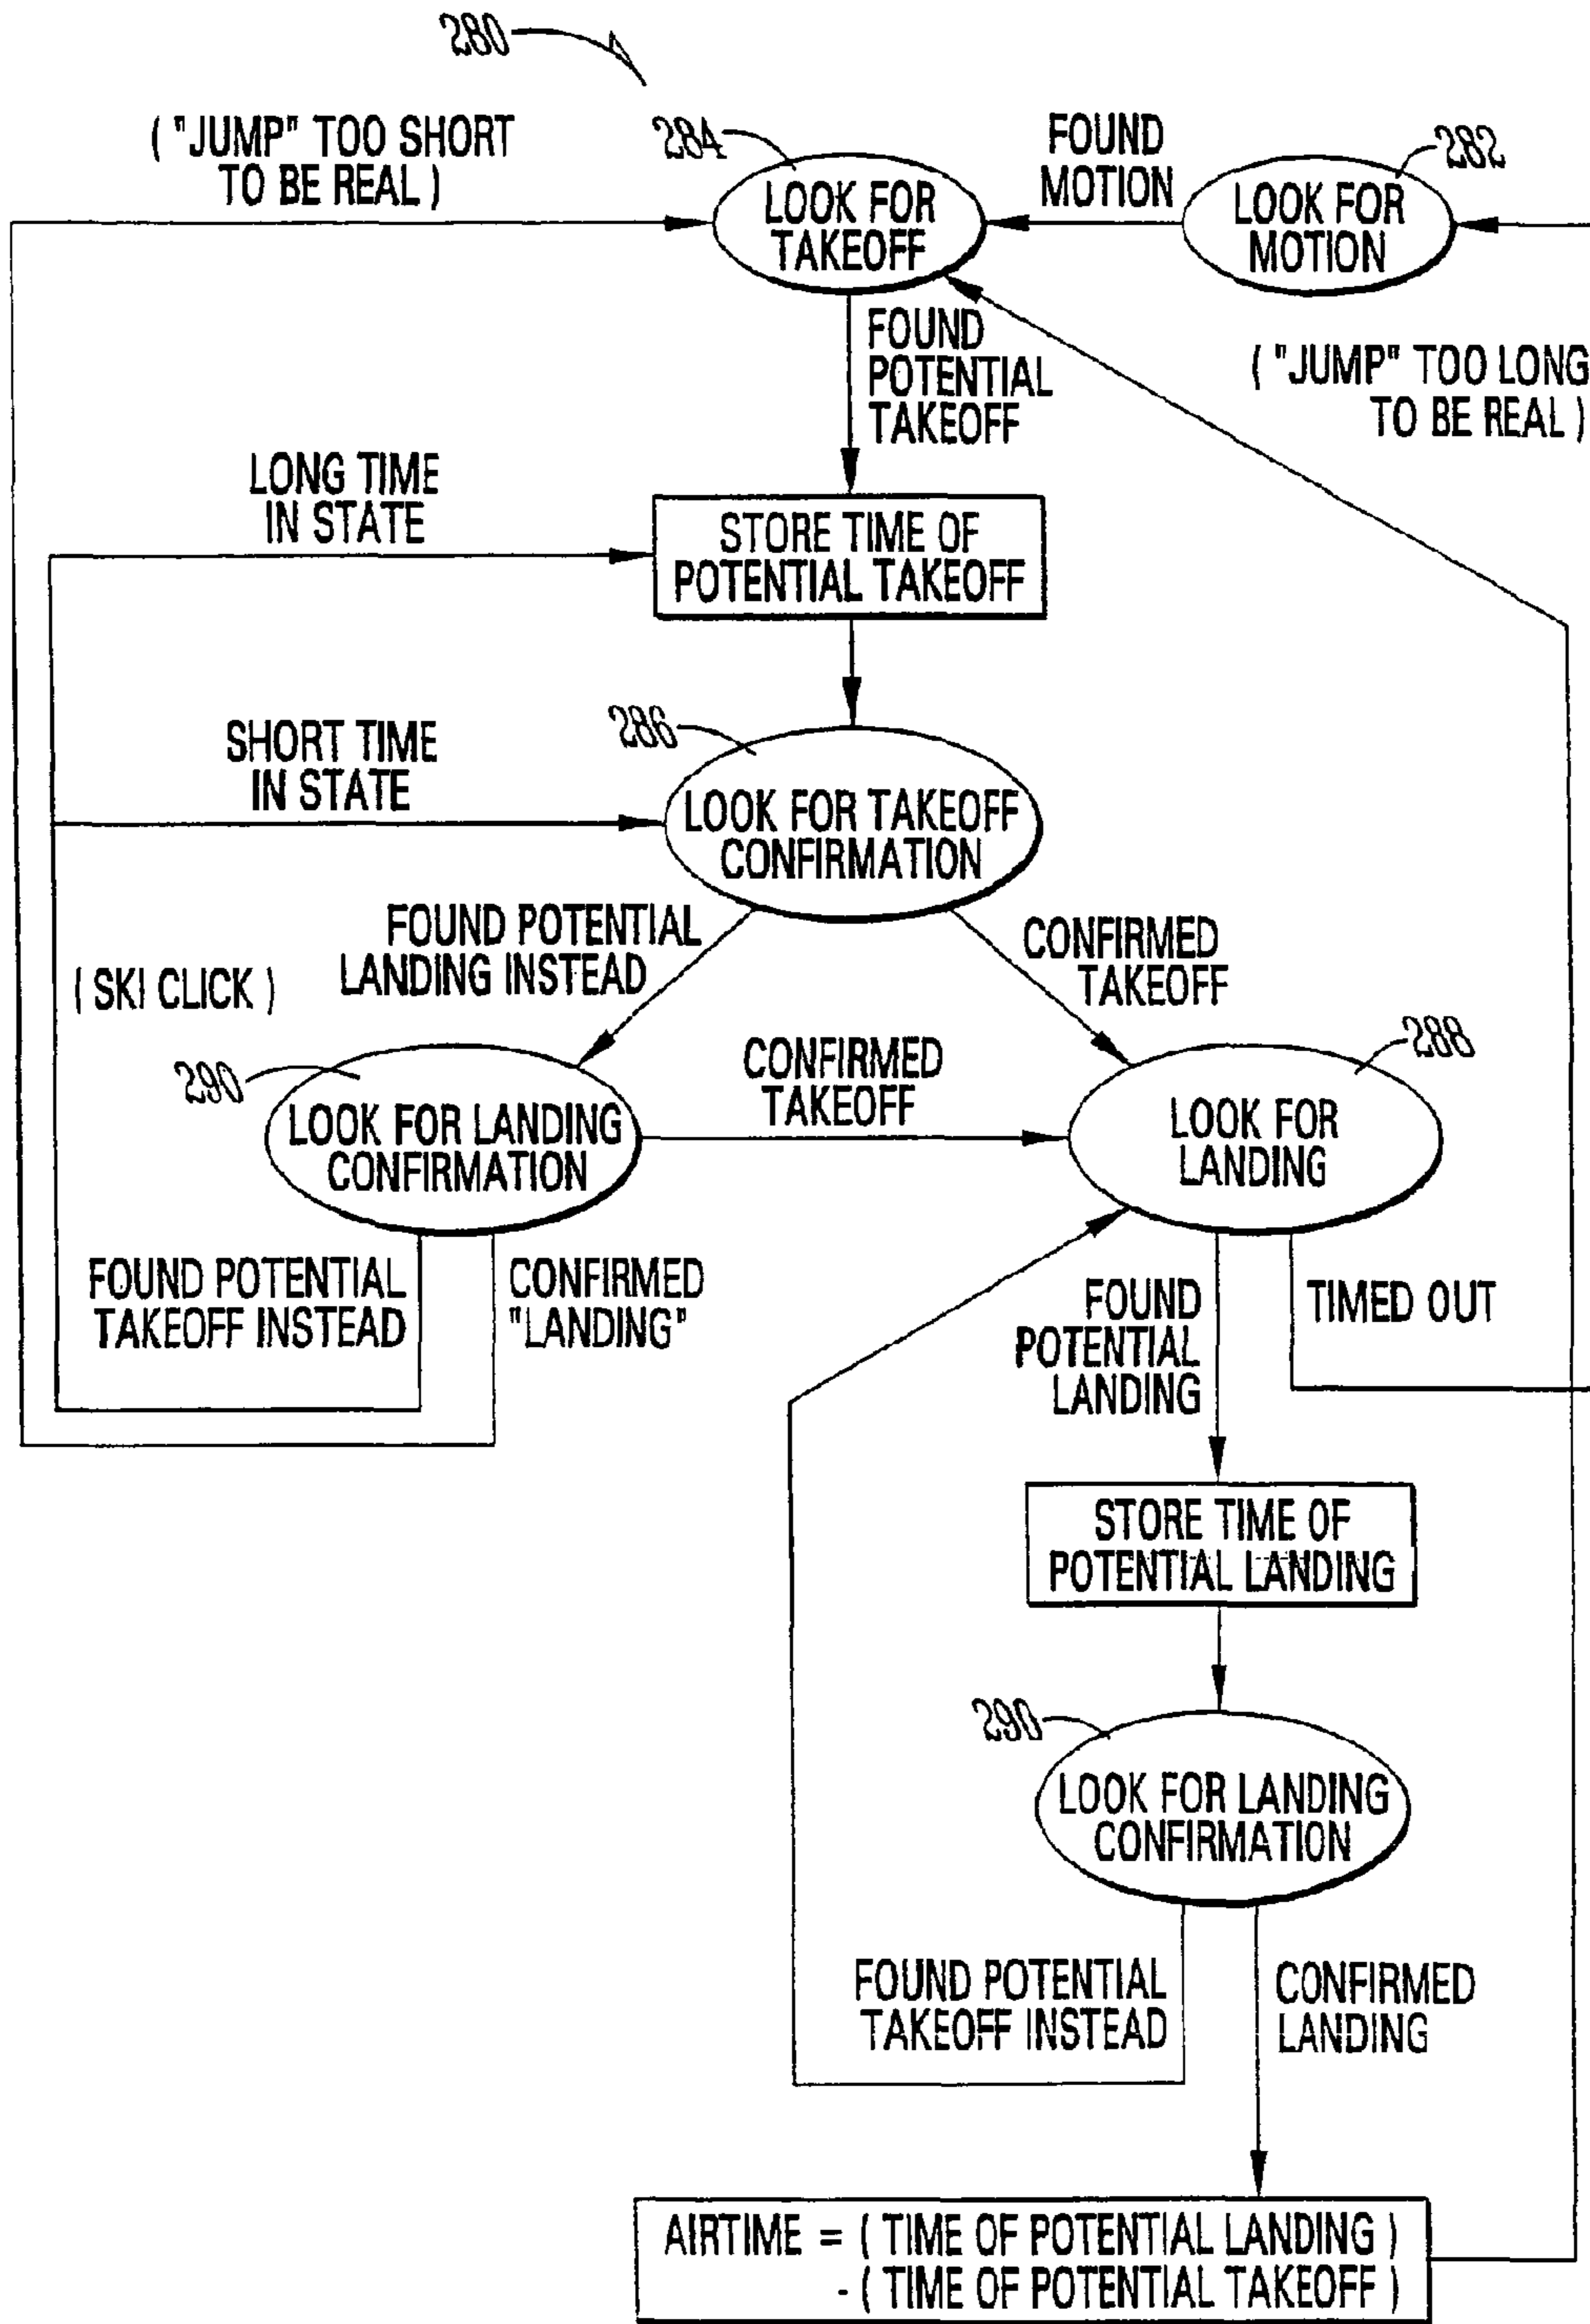 280
( "JUMP" TOO SHORT
TO BE REAL )
284
LOOK FOR
TAKEOFF
FOUND
MOTION
282
LOOK FOR
MOTION
FOUND
POTENTIAL
TAKEOFF
( "JUMP" TOO LONG
TO BE REAL )
LONG TIME
IN STATE
STORE TIME OF
POTENTIAL TAKEOFF
SHORT TIME
IN STATE
286
LOOK FOR TAKEOFF
CONFIRMATION
FOUND POTENTIAL
LANDING INSTEAD
CONFIRMED
TAKEOFF
( SKI CLICK )
290
LOOK FOR LANDING
CONFIRMATION
CONFIRMED
TAKEOFF
288
LOOK FOR
LANDING
FOUND POTENTIAL
TAKEOFF INSTEAD
CONFIRMED
"LANDING"
FOUND
POTENTIAL
LANDING
TIMED OUT
STORE TIME OF
POTENTIAL LANDING
290
LOOK FOR LANDING
CONFIRMATION
FOUND POTENTIAL
TAKEOFF INSTEAD
CONFIRMED
LANDING
AIRTIME = ( TIME OF POTENTIAL LANDING )
- ( TIME OF POTENTIAL TAKEOFF )